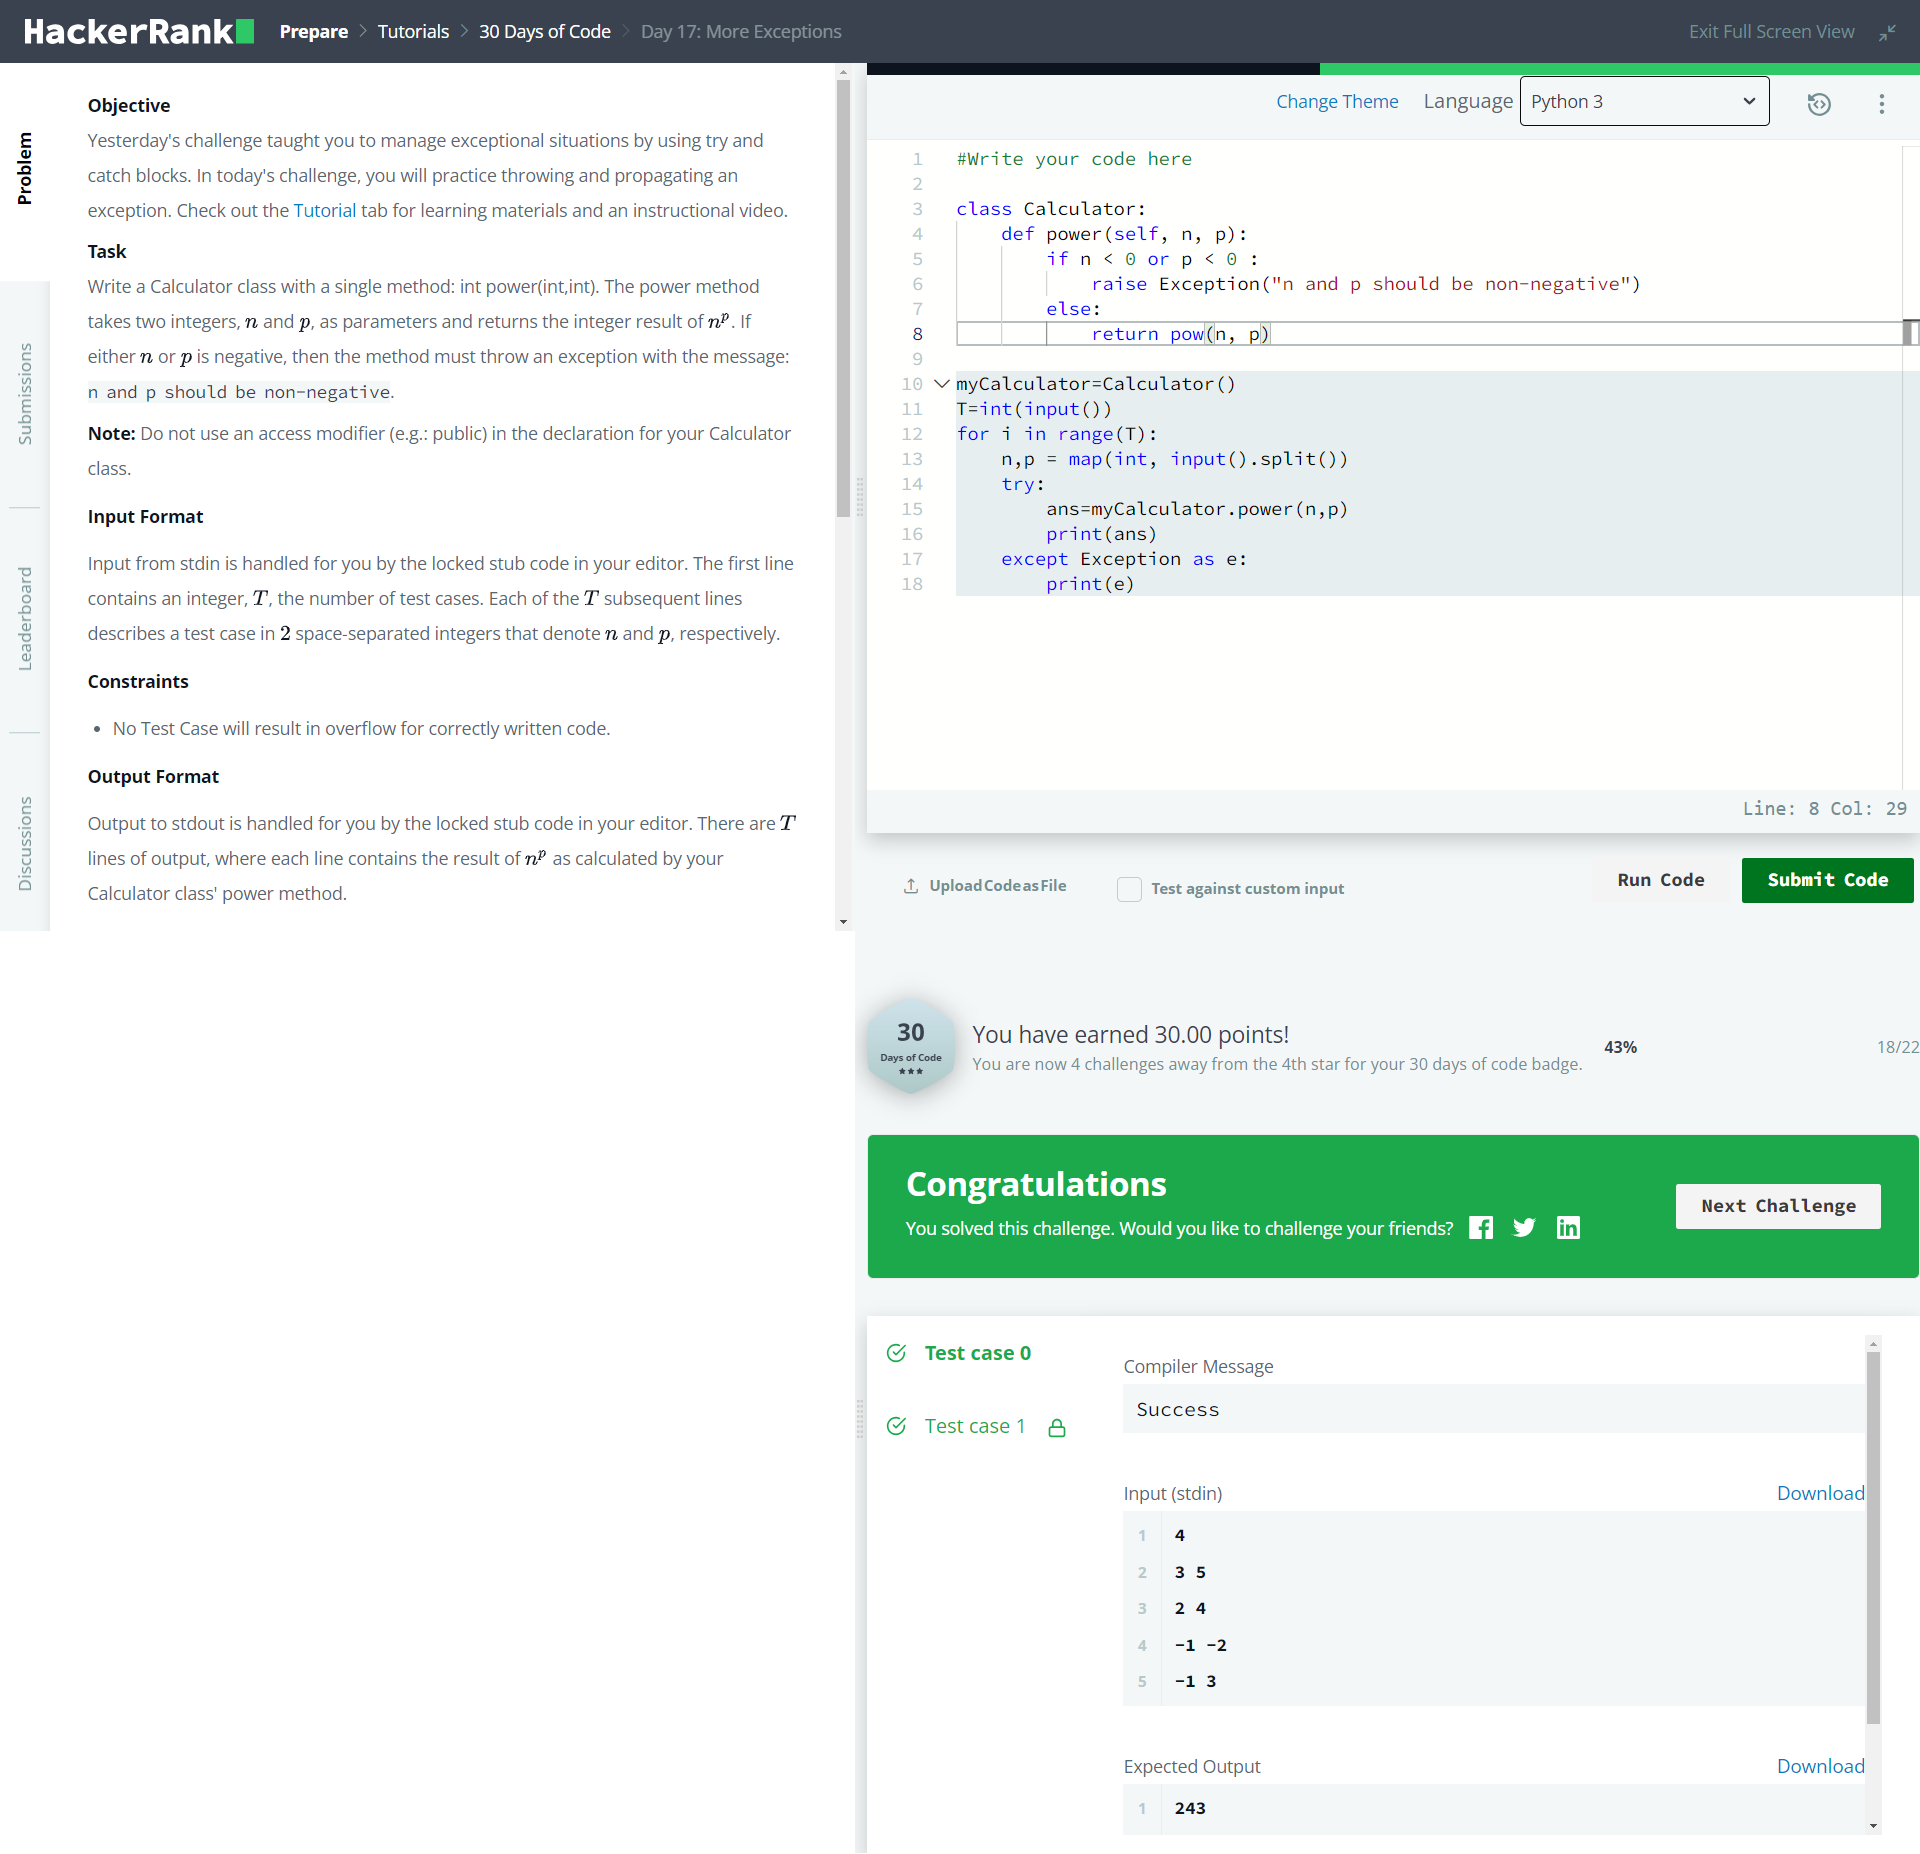 HackerRank Prepare > Tutorials > 30 Days of Code > Day 17: More Exceptions
Exit Full Screen View
Problem
Submissions
Leaderboard
Discussions
Objective
Yesterday's challenge taught you to manage exceptional situations by using try and
catch blocks. In today's challenge, you will practice throwing and propagating an
exception. Check out the Tutorial tab for learning materials and an instructional video.
Task
Write a Calculator class with a single method: int power(int,int). The power method
takes two integers, n and p, as parameters and returns the integer result of nᵖ. If
either n or p is negative, then the method must throw an exception with the message:
n and p should be non-negative.
Note: Do not use an access modifier (e.g.: public) in the declaration for your Calculator
class.
Input Format
Input from stdin is handled for you by the locked stub code in your editor. The first line
contains an integer, T, the number of test cases. Each of the T subsequent lines
describes a test case in 2 space-separated integers that denote n and p, respectively.
Constraints
• No Test Case will result in overflow for correctly written code.
Output Format
Output to stdout is handled for you by the locked stub code in your editor. There are T
lines of output, where each line contains the result of nᵖ as calculated by your
Calculator class' power method.
Change Theme Language Python 3
1 #Write your code here
2
3 class Calculator:
4     def power(self, n, p):
5         if n < 0 or p < 0 :
6             raise Exception("n and p should be non-negative")
7         else:
8             return pow(n, p)
9
10 myCalculator=Calculator()
11 T=int(input())
12 for i in range(T):
13     n,p = map(int, input().split())
14     try:
15         ans=myCalculator.power(n,p)
16         print(ans)
17     except Exception as e:
18         print(e)
Line: 8 Col: 29
Upload Code as File
Test against custom input
Run Code
Submit Code
30
Days of Code
You have earned 30.00 points!
You are now 4 challenges away from the 4th star for your 30 days of code badge.
43%
18/22
Congratulations
You solved this challenge. Would you like to challenge your friends?
Next Challenge
Test case 0
Test case 1
Compiler Message
Success
Input (stdin)
Download
1 4
2 3 5
3 2 4
4 -1 -2
5 -1 3
Expected Output
Download
1 243